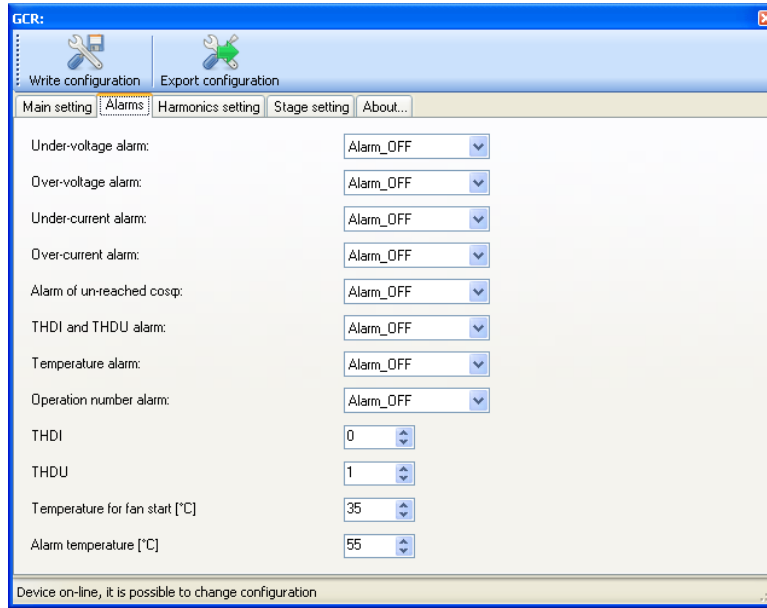 GCR:
Write configuration Export configuration
Main setting Alarms Harmonics setting Stage setting About...
Under-voltage alarm: Alarm_OFF
Over-voltage alarm: Alarm_OFF
Under-current alarm: Alarm_OFF
Over-current alarm: Alarm_OFF
Alarm of un-reached cosφ: Alarm_OFF
THDI and THDU alarm: Alarm_OFF
Temperature alarm: Alarm_OFF
Operation number alarm: Alarm_OFF
THDI 0
THDU 1
Temperature for fan start [°C] 35
Alarm temperature [°C] 55
Device on-line, it is possible to change configuration